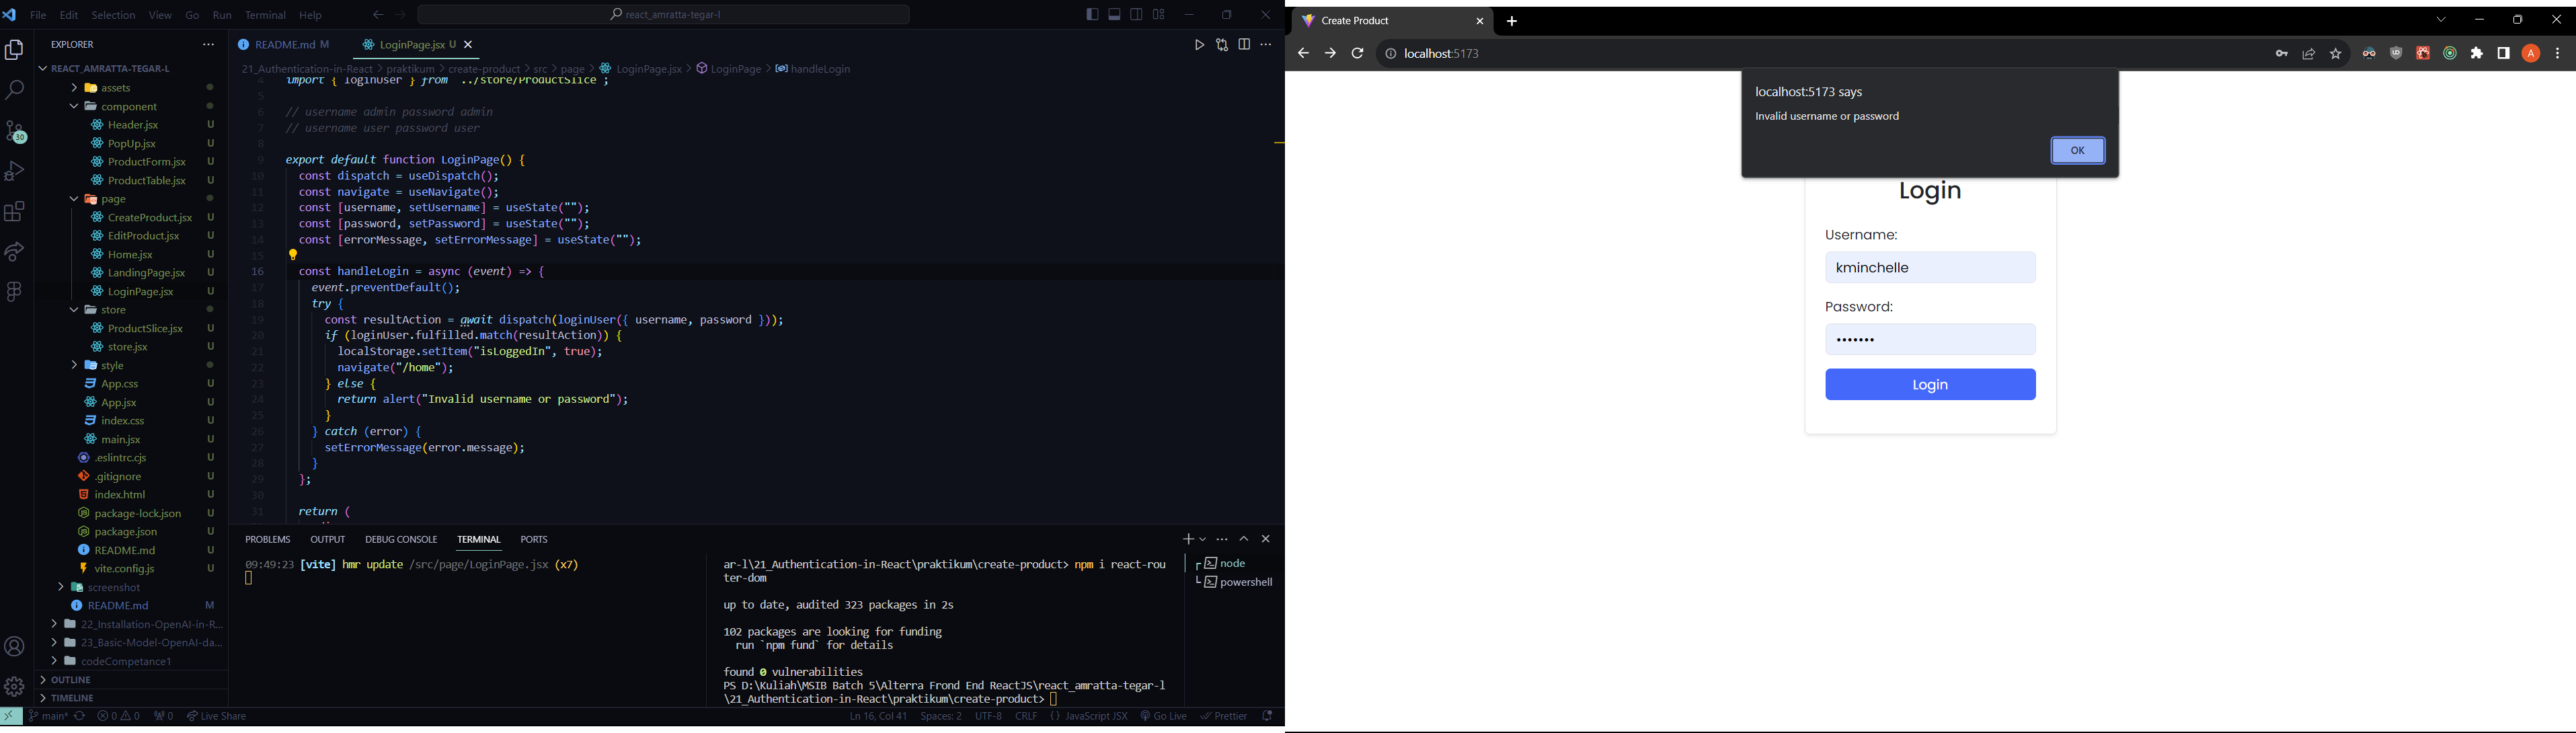 File Edit Selection View Go Run Terminal Help
react_amratta-tegar-l
EXPLORER
REACT_AMRATTA-TEGAR-L
assets
component
Header.jsx U
PopUp.jsx U
ProductForm.jsx U
ProductTable.jsx U
page
CreateProduct.jsx U
EditProduct.jsx U
Home.jsx U
LandingPage.jsx U
LoginPage.jsx U
store
ProductSlice.jsx U
store.jsx U
style
App.css U
App.jsx U
index.css U
main.jsx U
.eslintrc.cjs U
.gitignore U
index.html U
package-lock.json U
package.json U
README.md U
vite.config.js U
screenshot
README.md M
22_Installation-OpenAI-in-R...
23_Basic-Model-OpenAI-da...
codeCompetance1
OUTLINE
TIMELINE
30
README.md M LoginPage.jsx U
21_Authentication-in-React > praktikum > create-product > src > page > LoginPage.jsx > LoginPage > handleLogin
4 import { loginUser } from "../store/ProductSlice";
5
6 // username admin password admin
7 // username user password user
8
9 export default function LoginPage() {
10 const dispatch = useDispatch();
11 const navigate = useNavigate();
12 const [username, setUsername] = useState("");
13 const [password, setPassword] = useState("");
14 const [errorMessage, setErrorMessage] = useState("");
15
16 const handleLogin = async (event) => {
17 event.preventDefault();
18 try {
19 const resultAction = await dispatch(loginUser({ username, password }));
20 if (loginUser.fulfilled.match(resultAction)) {
21 localStorage.setItem("isLoggedIn", true);
22 navigate("/home");
23 } else {
24 return alert("Invalid username or password");
25 }
26 } catch (error) {
27 setErrorMessage(error.message);
28 }
29 };
30
31 return (
PROBLEMS OUTPUT DEBUG CONSOLE TERMINAL PORTS
09:49:23 [vite] hmr update /src/page/LoginPage.jsx (x7)
ar-l\21_Authentication-in-React\praktikum\create-product> npm i react-rou
ter-dom
up to date, audited 323 packages in 2s
102 packages are looking for funding
run `npm fund` for details
found 0 vulnerabilities
PS D:\Kuliah\MSIB Batch 5\Alterra Frond End ReactJS\react_amratta-tegar-l
\21_Authentication-in-React\praktikum\create-product>
node
powershell
main* 0 0 0 Live Share
Ln 16, Col 41 Spaces: 2 UTF-8 CRLF {} JavaScript JSX Go Live Prettier
Create Product
localhost:5173
A
localhost:5173 says
Invalid username or password
OK
Login
Username:
kminchelle
Password:
•••••••
Login